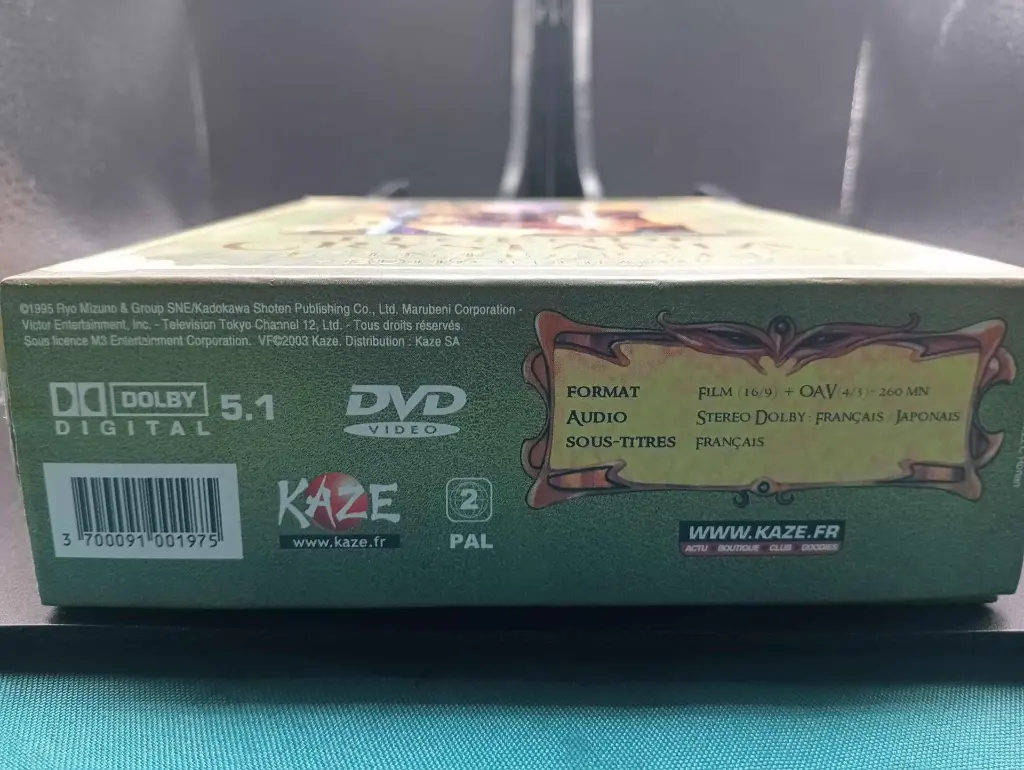 ©1995 Ryo Mizuno & Group SNE/Kadokawa Shoten Publishing Co., Ltd. Marubeni Corporation -
Victor Entertainment, Inc. - Television Tokyo Channel 12, Ltd. - Tous droits réservés.
Sous licence M3 Entertainment Corporation. VF©2003 Kaze. Distribution : Kaze SA
DOLBY
DIGITAL
5.1
DVD
VIDEO
FORMAT FILM (16/9) + OAV 4/3)- 260 MN
AUDIO STEREO DOLBY : FRANÇAIS / JAPONAIS
SOUS-TITRES FRANÇAIS
3 700091 001975
KAZE
www.kaze.fr
2
PAL
WWW.KAZE.FR
ACTU BOUTIQUE CLUB GOODIES